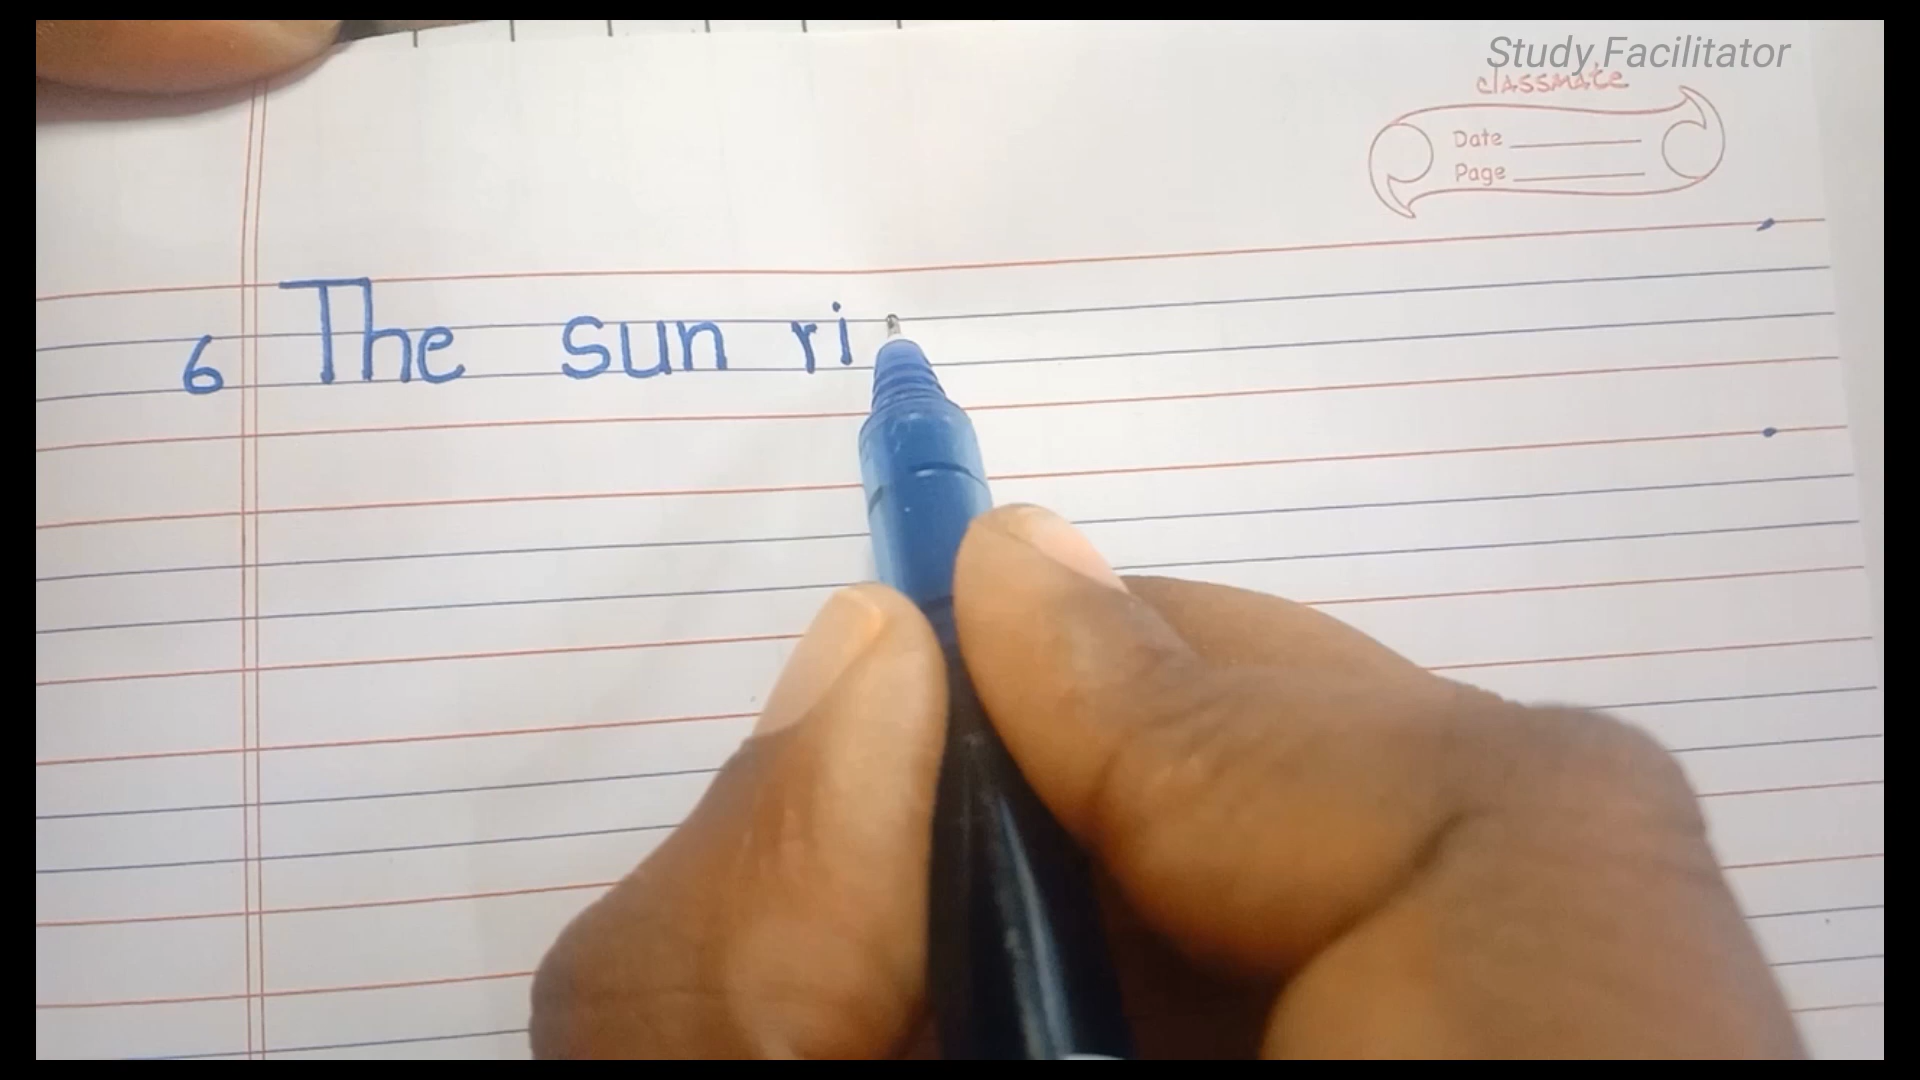 Study Facilitator
classmate
Date
Page
6 The sun ri